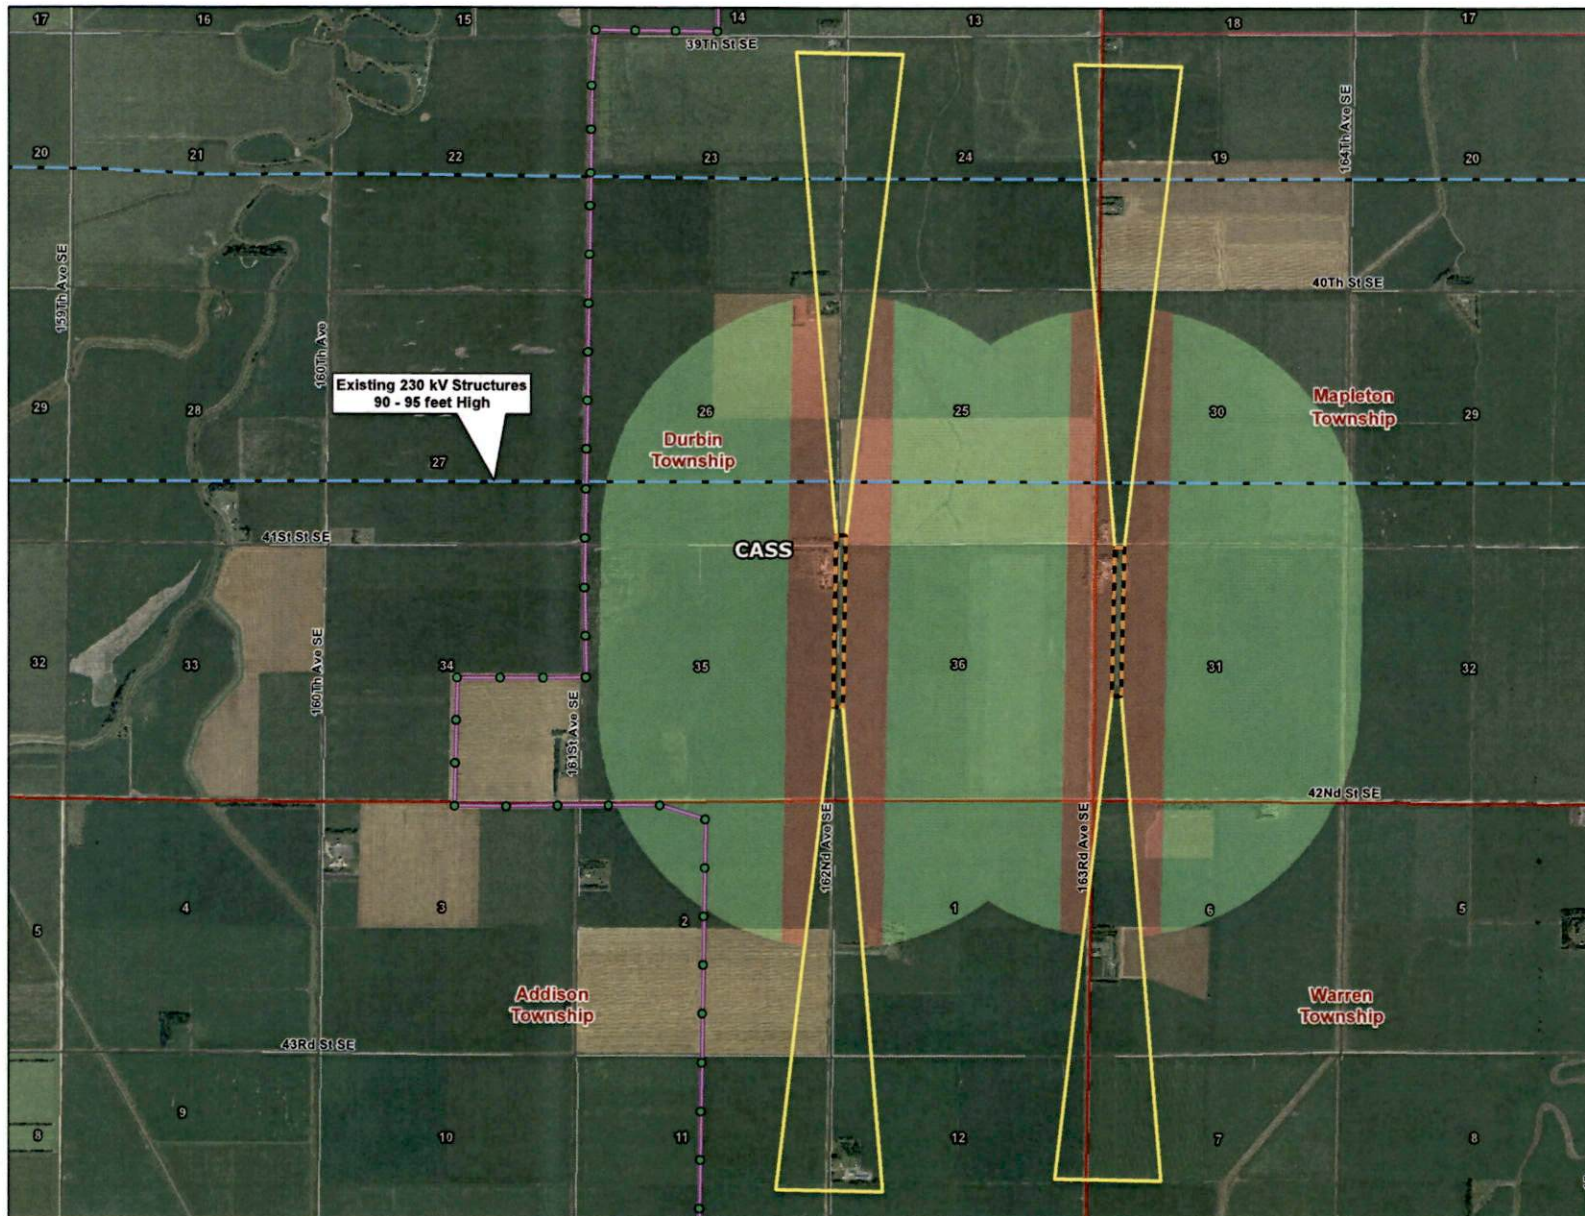 17
16
15
14
13
18
17
39Th St SE
20
21
22
23
24
19
164Th Ave SE
20
159Th Ave SE
160Th Ave
40Th St SE
Existing 230 kV Structures
90 - 95 feet High
29
28
27
26
25
30
29
Durbin
Township
Mapleton
Township
41St St SE
CASS
32
33
34
35
36
31
32
160Th Ave SE
161St Ave SE
162Nd Ave SE
163Rd Ave SE
42Nd St SE
5
4
3
2
1
6
5
Addison
Township
Warren
Township
43Rd St SE
8
9
10
11
12
7
8